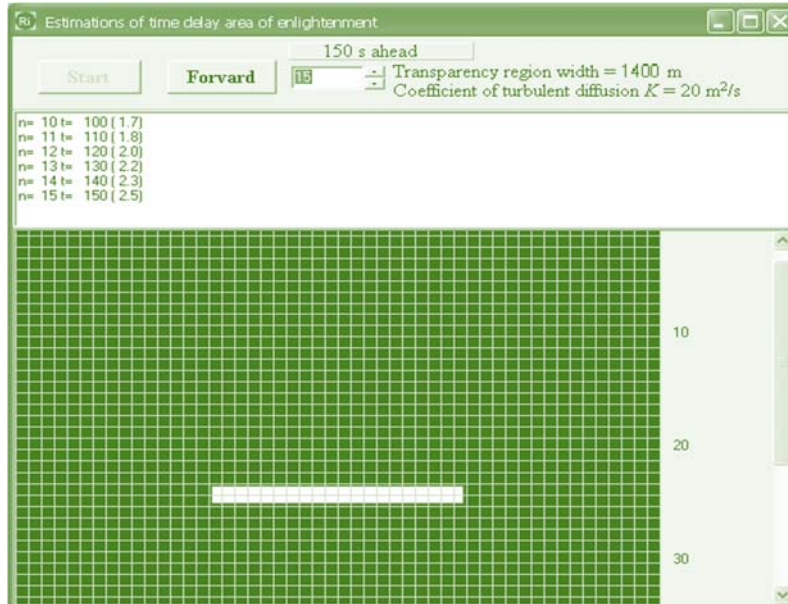 Ri Estimations of time delay area of enlightenment
150 s ahead
Start Forvard 15 Transparency region width = 1400 m
Coefficient of turbulent diffusion K = 20 m²/s
n= 10 t= 100 ( 1.7)
n= 11 t= 110 ( 1.8)
n= 12 t= 120 ( 2.0)
n= 13 t= 130 ( 2.2)
n= 14 t= 140 ( 2.3)
n= 15 t= 150 ( 2.5)
10
20
30